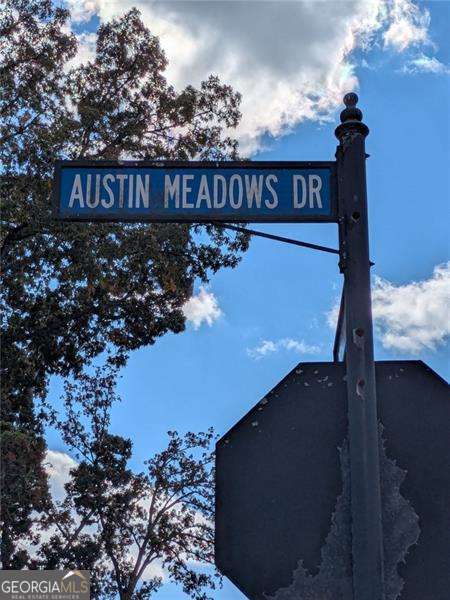 AUSTIN MEADOWS DR
GEORGIAMLS
REAL ESTATE SERVICES